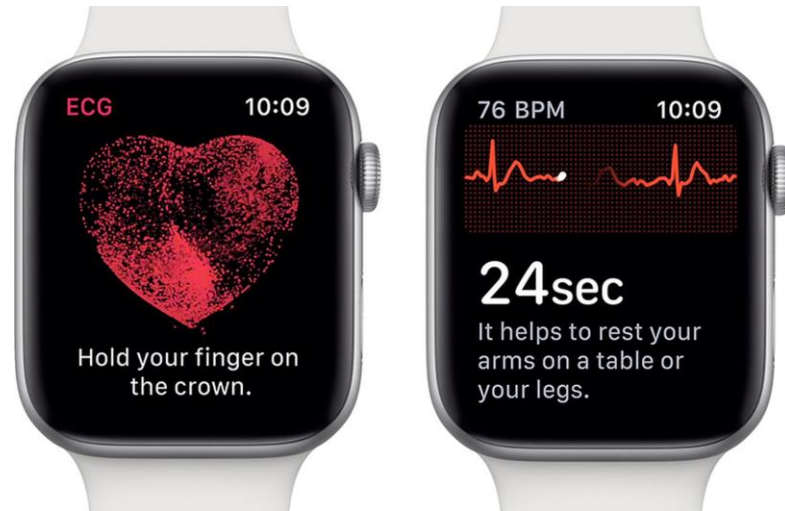 ECG 10:09
Hold your finger on
the crown.
76 BPM 10:09
24sec
It helps to rest your
arms on a table or
your legs.